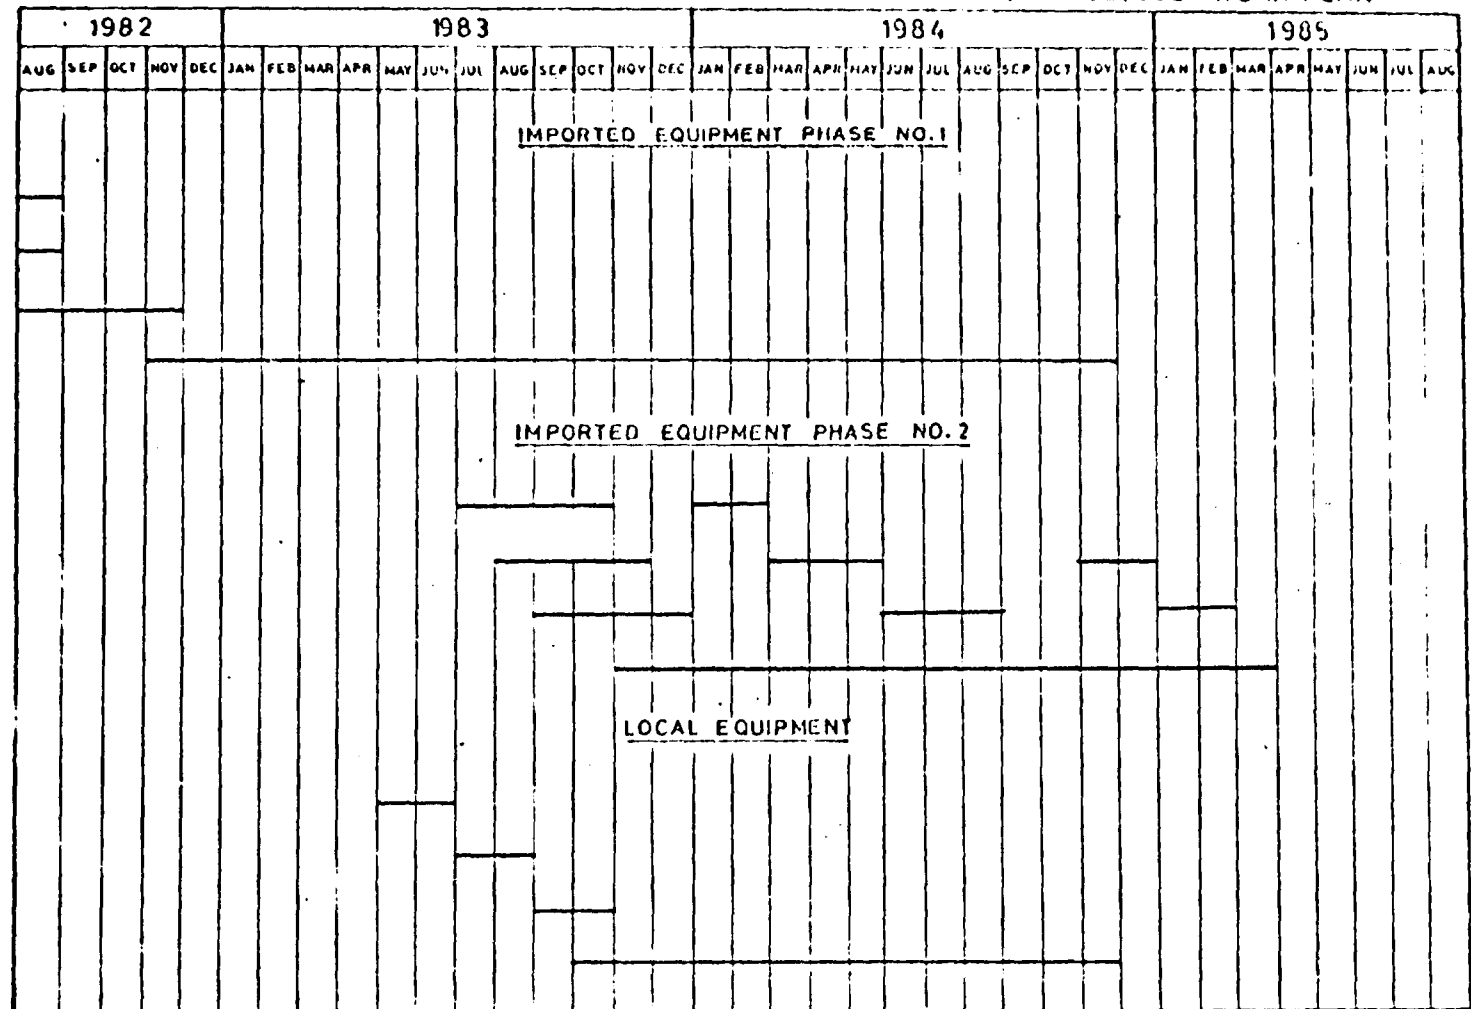 1982 1983 1984 1985
AUG SEP OCT NOV DEC JAN FEB MAR APR MAY JUN JUL AUG SEP OCT NOV DEC JAN FEB MAR APR MAY JUN JUL AUG SEP OCT NOV DEC JAN FEB MAR APR MAY JUN JUL AUG
IMPORTED EQUIPMENT PHASE NO.1
IMPORTED EQUIPMENT PHASE NO.2
LOCAL EQUIPMENT